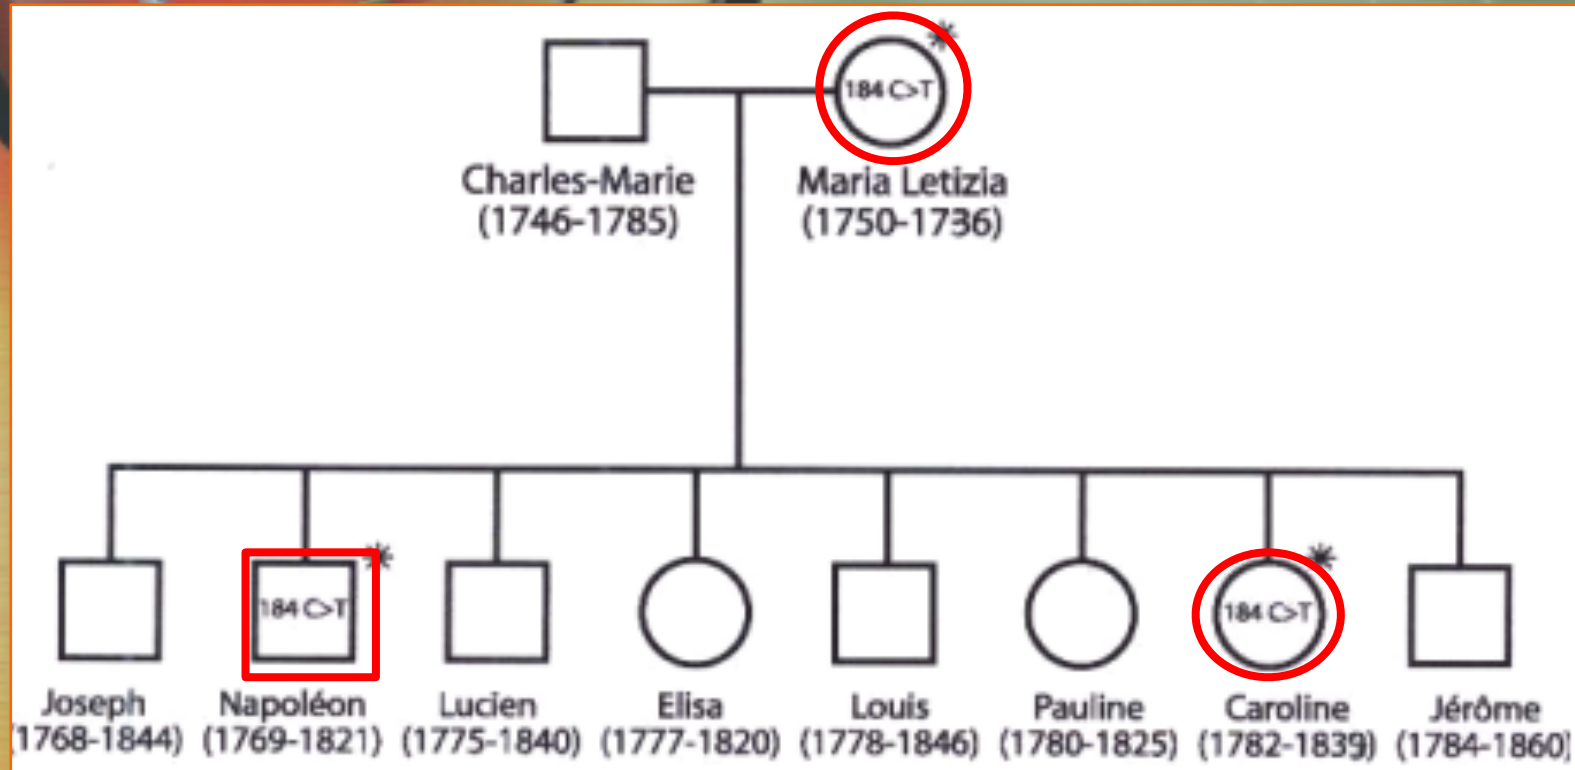 184 C>T
Charles-Marie
(1746-1785)
Maria Letizia
(1750-1736)
184 C>T
184 C>T
Joseph
(1768-1844)
Napoléon
(1769-1821)
Lucien
(1775-1840)
Elisa
(1777-1820)
Louis
(1778-1846)
Pauline
(1780-1825)
Caroline
(1782-1839)
Jérôme
(1784-1860)